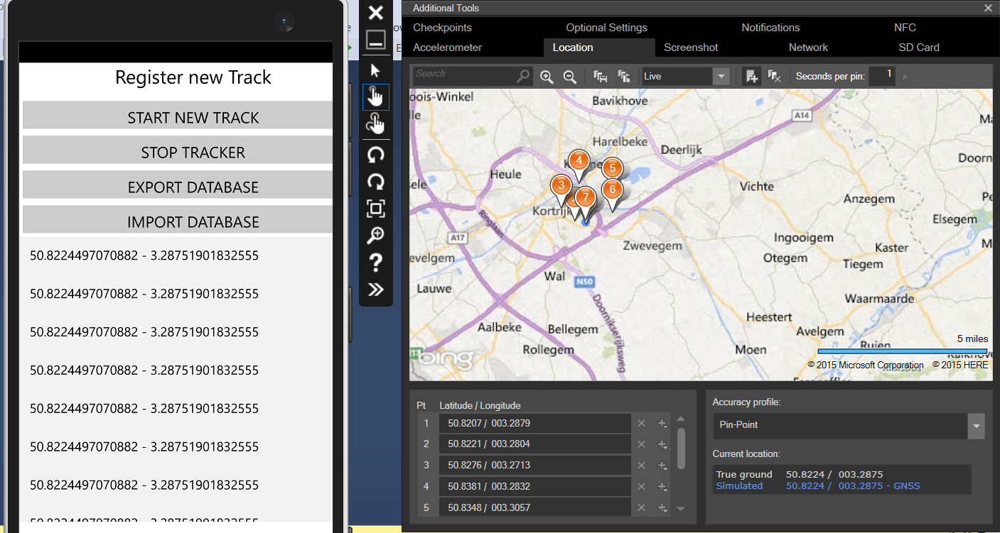 Register new Track
START NEW TRACK
STOP TRACKER
EXPORT DATABASE
IMPORT DATABASE
50.8224497070882 - 3.28751901832555
50.8224497070882 - 3.28751901832555
50.8224497070882 - 3.28751901832555
50.8224497070882 - 3.28751901832555
50.8224497070882 - 3.28751901832555
50.8224497070882 - 3.28751901832555
50.8224497070882 - 3.28751901832555
50.8224497070882 - 3.28751901832555
Additional Tools
Checkpoints Optional Settings Notifications NFC
Accelerometer Location Screenshot Network SD Card
Search Live Seconds per pin: 1
oois-Winkel
Bavikhove
A14
Harelbeke
Deerlijk
Doorn
4
5
Heule
3
6
7
Vichte
Anzegem
Kortrijk
Elsegem
Ringlaan
A17
Ingooigem
Zwevegem
Kaster
evelgem
Otegem
Tiegem
Wal
N50
Lauwe
Waarmaarde
Doornikserijksweg
Heestert
Aalbeke
Bellegem
Avelgem
5 miles
Ruien
Rollegem
Moen
bing
© 2015 Microsoft Corporation © 2015 HERE
Pt Latitude / Longitude
1 50.8207 / 003.2879
2 50.8221 / 003.2804
3 50.8276 / 003.2713
4 50.8381 / 003.2832
5 50.8348 / 003.3057
Accuracy profile:
Pin-Point
Current location:
True ground 50.8224 / 003.2875
Simulated 50.8224 / 003.2875 - GNSS